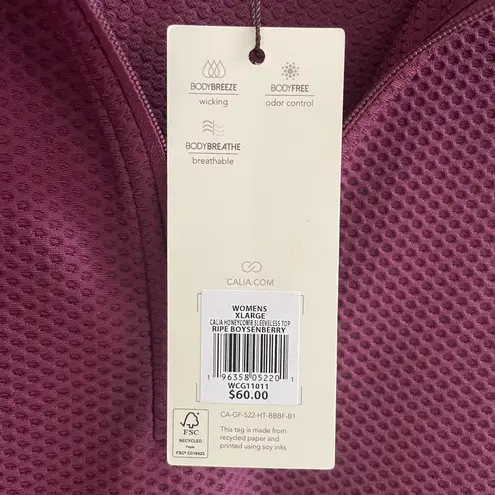 BODYBREEZE
wicking
BODYFREE
odor control
BODYBREATHE
breathable
CALIA.COM
WOMENS
XLARGE
CALIA HONEYCOMB SLEEVELESS TOP
RIPE BOYSENBERRY
1 96358 05220 1
WCG11011
$60.00
CA-GF-S22-HT-BBBF-B1
This tag is made from
recycled paper and
printed using soy inks
FSC
RECYCLED
Paper